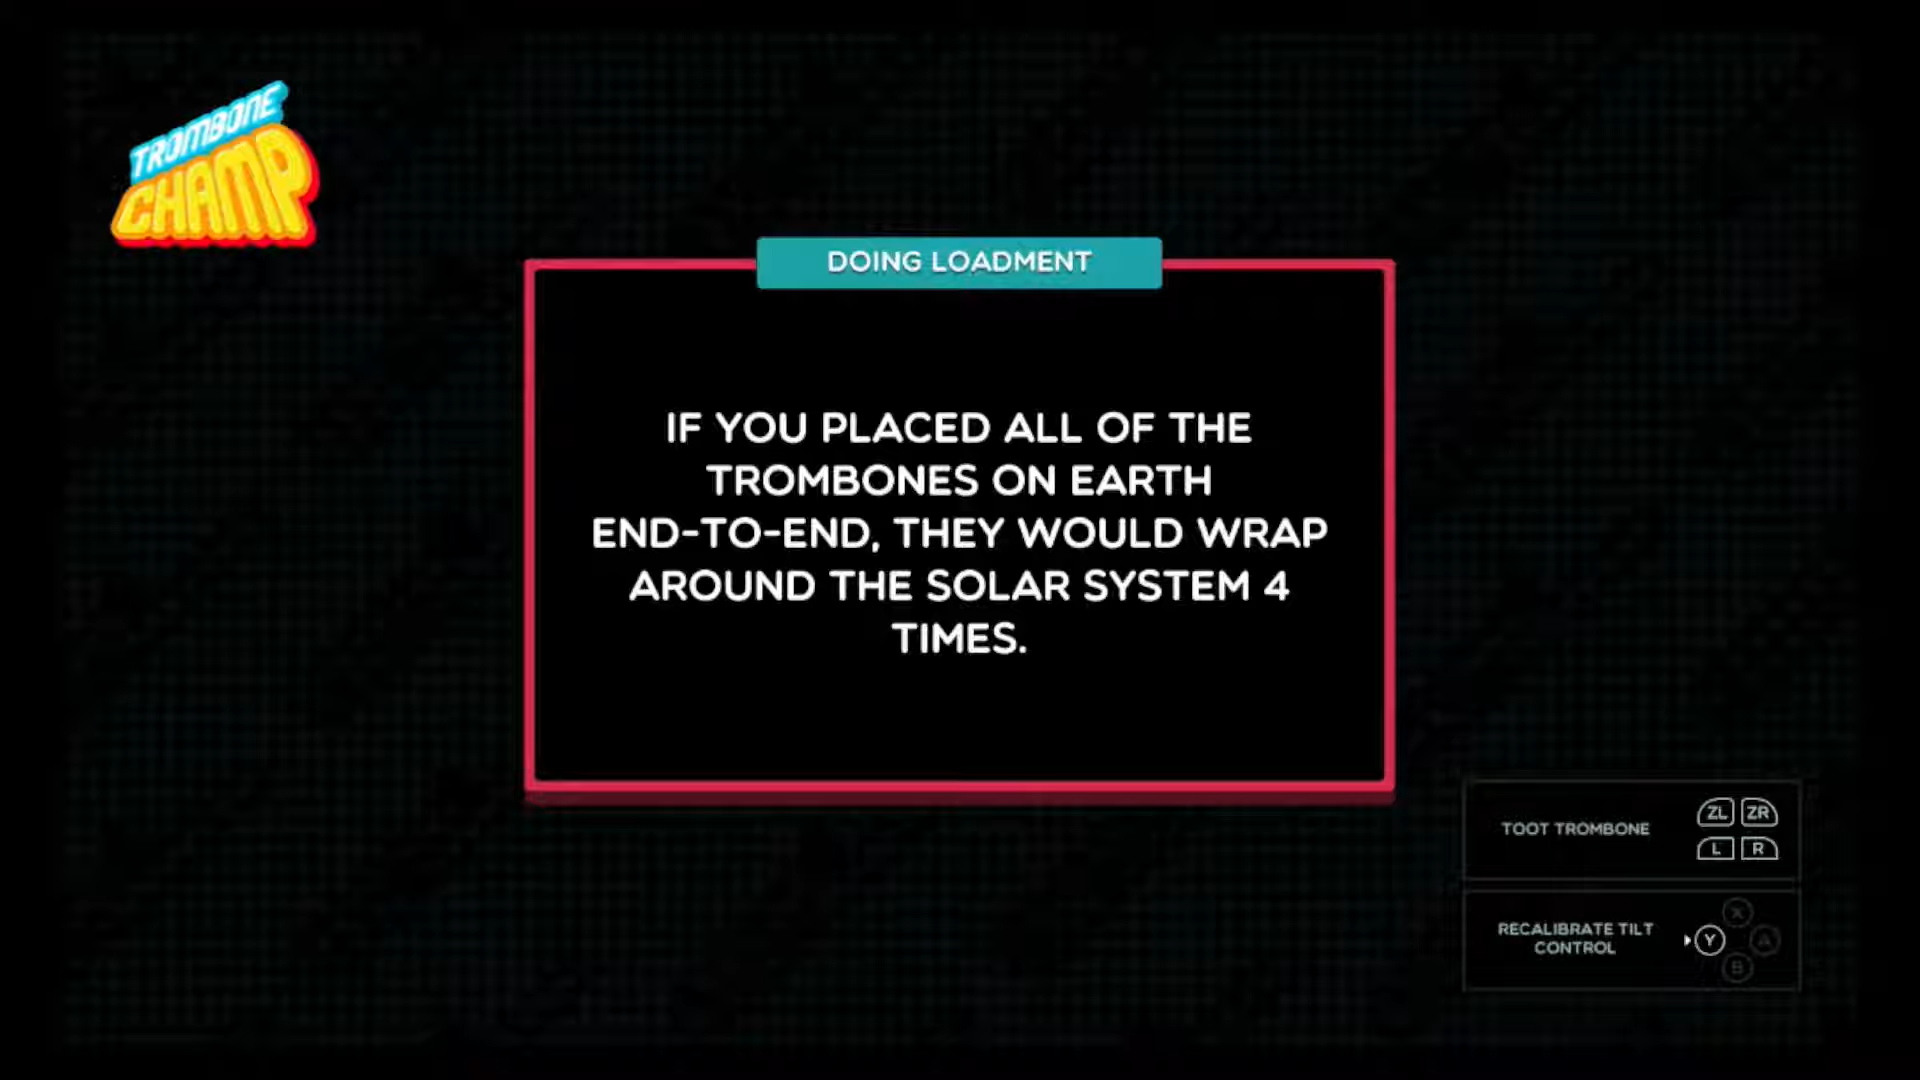 TROMBONE
CHAMP
DOING LOADMENT
IF YOU PLACED ALL OF THE
TROMBONES ON EARTH
END-TO-END, THEY WOULD WRAP
AROUND THE SOLAR SYSTEM 4
TIMES.
TOOT TROMBONE
ZL ZR
L R
RECALIBRATE TILT
CONTROL
X
Y A
B